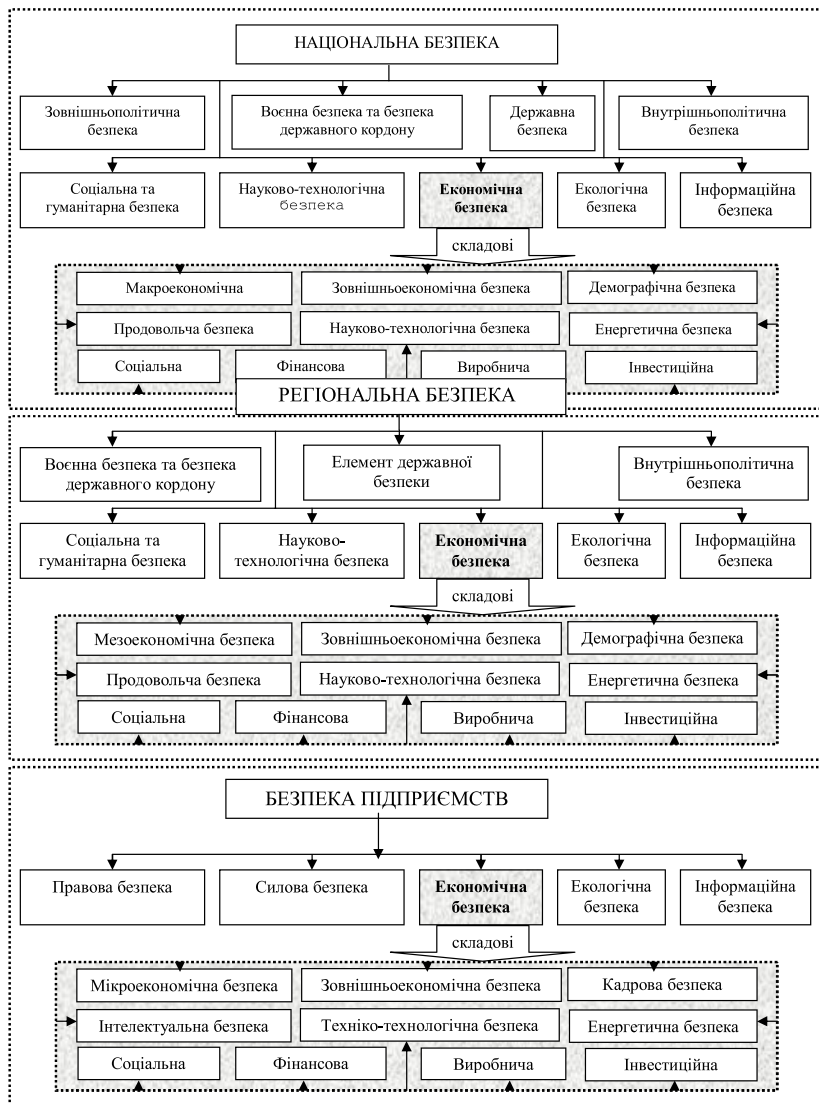 НАЦІОНАЛЬНА БЕЗПЕКА
Зовнішньополітична
безпека
Воєнна безпека та безпека
державного кордону
Державна
безпека
Внутрішньополітична
безпека
Соціальна та
гуманітарна безпека
Науково-технологічна
безпека
Економічна
безпека
Екологічна
безпека
Інформаційна
безпека
складові
Макроекономічна
Зовнішньоекономічна безпека
Демографічна безпека
Продовольча безпека
Науково-технологічна безпека
Енергетична безпека
Соціальна
Фінансова
Виробнича
Інвестиційна
РЕГІОНАЛЬНА БЕЗПЕКА
Воєнна безпека та безпека
державного кордону
Елемент державної
безпеки
Внутрішньополітична
безпека
Соціальна та
гуманітарна безпека
Науково-
технологічна безпека
Економічна
безпека
Екологічна
безпека
Інформаційна
безпека
складові
Мезоекономічна безпека
Зовнішньоекономічна безпека
Демографічна безпека
Продовольча безпека
Науково-технологічна безпека
Енергетична безпека
Соціальна
Фінансова
Виробнича
Інвестиційна
БЕЗПЕКА ПІДПРИЄМСТВ
Правова безпека
Силова безпека
Економічна
безпека
Екологічна
безпека
Інформаційна
безпека
складові
Мікроекономічна безпека
Зовнішньоекономічна безпека
Кадрова безпека
Інтелектуальна безпека
Техніко-технологічна безпека
Енергетична безпека
Соціальна
Фінансова
Виробнича
Інвестиційна